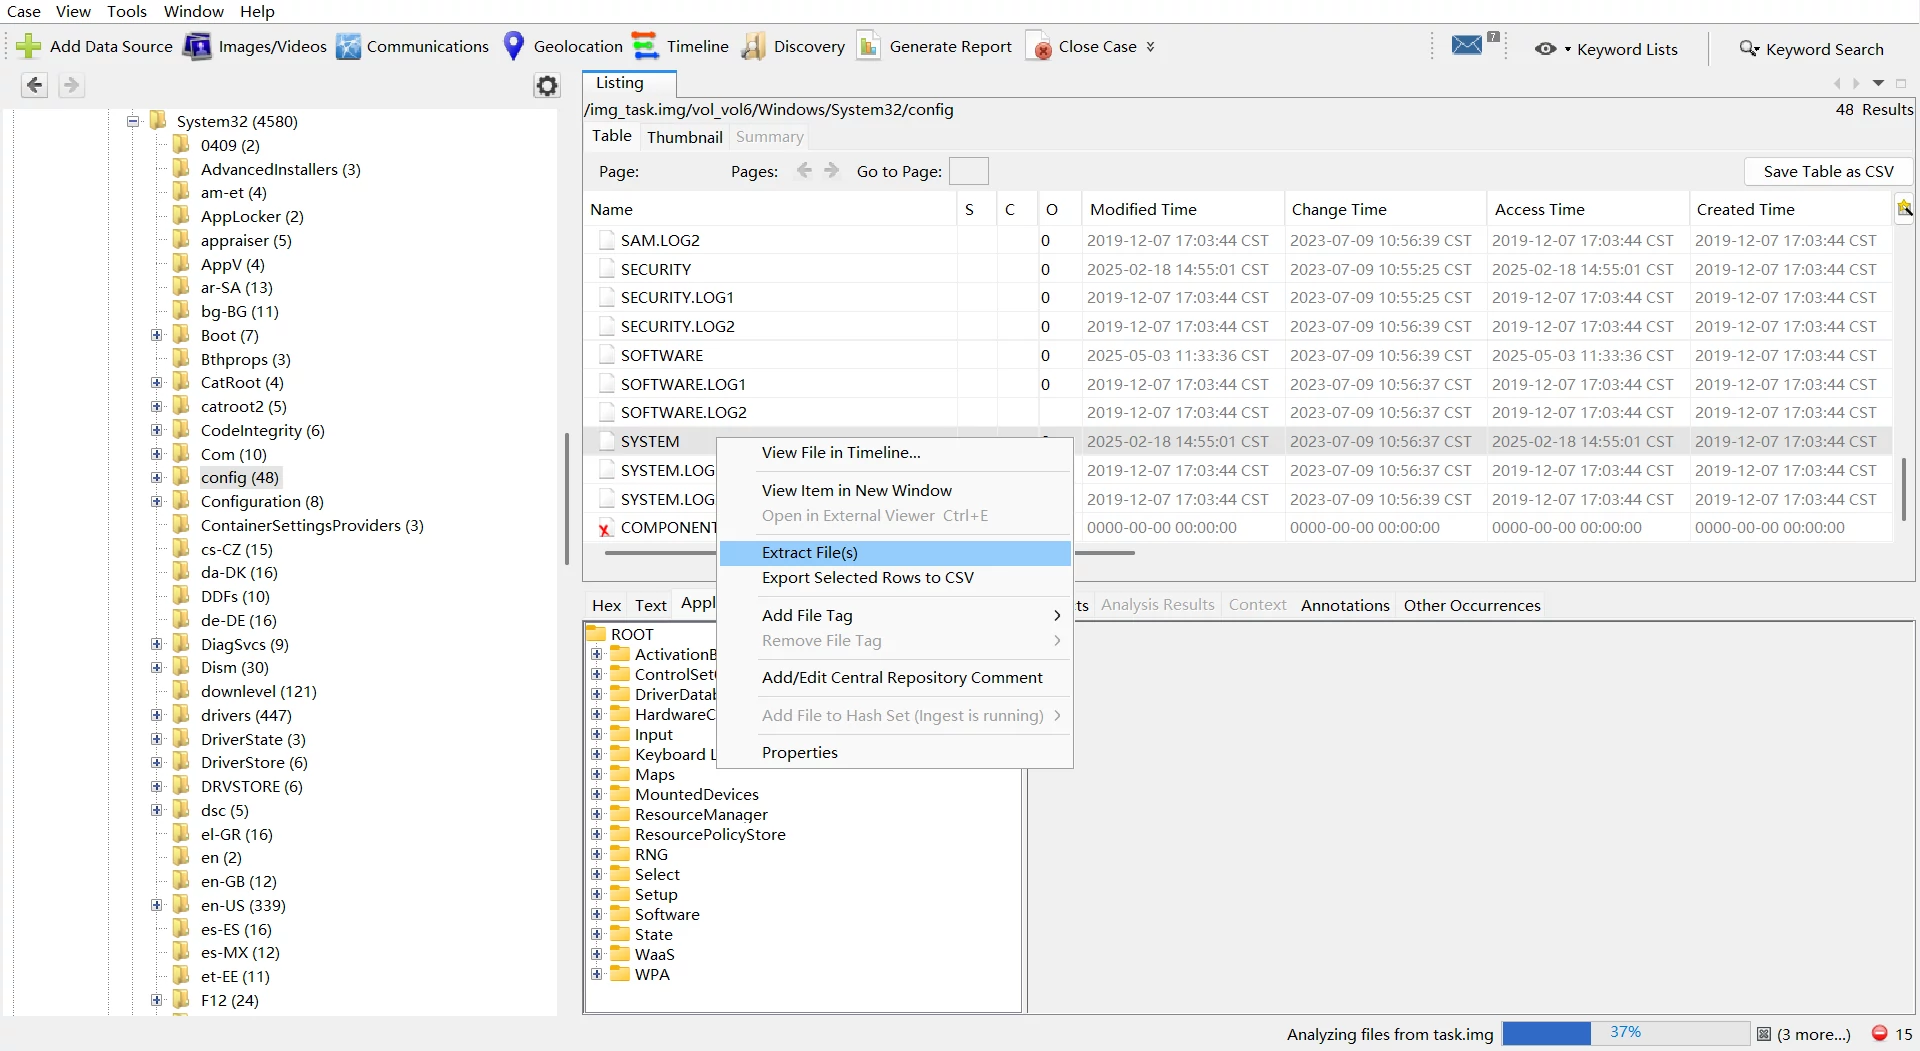 Case View Tools Window Help
Add Data Source Images/Videos Communications Geolocation Timeline Discovery Generate Report Close Case 7 Keyword Lists Keyword Search
Listing
/img_task.img/vol_vol6/Windows/System32/config 48 Results
Table Thumbnail Summary
Page: Pages: Go to Page: Save Table as CSV
Name S C O Modified Time Change Time Access Time Created Time
SAM.LOG2 0 2019-12-07 17:03:44 CST 2023-07-09 10:56:39 CST 2019-12-07 17:03:44 CST 2019-12-07 17:03:44 CST
SECURITY 0 2025-02-18 14:55:01 CST 2023-07-09 10:55:25 CST 2025-02-18 14:55:01 CST 2019-12-07 17:03:44 CST
SECURITY.LOG1 0 2019-12-07 17:03:44 CST 2023-07-09 10:55:25 CST 2019-12-07 17:03:44 CST 2019-12-07 17:03:44 CST
SECURITY.LOG2 0 2019-12-07 17:03:44 CST 2023-07-09 10:56:39 CST 2019-12-07 17:03:44 CST 2019-12-07 17:03:44 CST
SOFTWARE 0 2025-05-03 11:33:36 CST 2023-07-09 10:56:39 CST 2025-05-03 11:33:36 CST 2019-12-07 17:03:44 CST
SOFTWARE.LOG1 0 2019-12-07 17:03:44 CST 2023-07-09 10:56:37 CST 2019-12-07 17:03:44 CST 2019-12-07 17:03:44 CST
SOFTWARE.LOG2 2019-12-07 17:03:44 CST 2023-07-09 10:56:39 CST 2019-12-07 17:03:44 CST 2019-12-07 17:03:44 CST
SYSTEM 2025-02-18 14:55:01 CST 2023-07-09 10:56:37 CST 2025-02-18 14:55:01 CST 2019-12-07 17:03:44 CST
SYSTEM.LOG 2019-12-07 17:03:44 CST 2023-07-09 10:56:37 CST 2019-12-07 17:03:44 CST 2019-12-07 17:03:44 CST
SYSTEM.LOG 2019-12-07 17:03:44 CST 2023-07-09 10:56:39 CST 2019-12-07 17:03:44 CST 2019-12-07 17:03:44 CST
COMPONENT 0000-00-00 00:00:00 0000-00-00 00:00:00 0000-00-00 00:00:00 0000-00-00 00:00:00
View File in Timeline...
View Item in New Window
Open in External Viewer Ctrl+E
Extract File(s)
Export Selected Rows to CSV
Add File Tag
Remove File Tag
Add/Edit Central Repository Comment
Add File to Hash Set (Ingest is running)
Properties
System32 (4580)
0409 (2)
AdvancedInstallers (3)
am-et (4)
AppLocker (2)
appraiser (5)
AppV (4)
ar-SA (13)
bg-BG (11)
Boot (7)
Bthprops (3)
CatRoot (4)
catroot2 (5)
CodeIntegrity (6)
Com (10)
config (48)
Configuration (8)
ContainerSettingsProviders (3)
cs-CZ (15)
da-DK (16)
DDFs (10)
de-DE (16)
DiagSvcs (9)
Dism (30)
downlevel (121)
drivers (447)
DriverState (3)
DriverStore (6)
DRVSTORE (6)
dsc (5)
el-GR (16)
en (2)
en-GB (12)
en-US (339)
es-ES (16)
es-MX (12)
et-EE (11)
F12 (24)
Hex Text Appl ts Analysis Results Context Annotations Other Occurrences
ROOT
ActivationB
ControlSet
DriverDatab
HardwareC
Input
Keyboard L
Maps
MountedDevices
ResourceManager
ResourcePolicyStore
RNG
Select
Setup
Software
State
WaaS
WPA
Analyzing files from task.img 37% (3 more...) 15